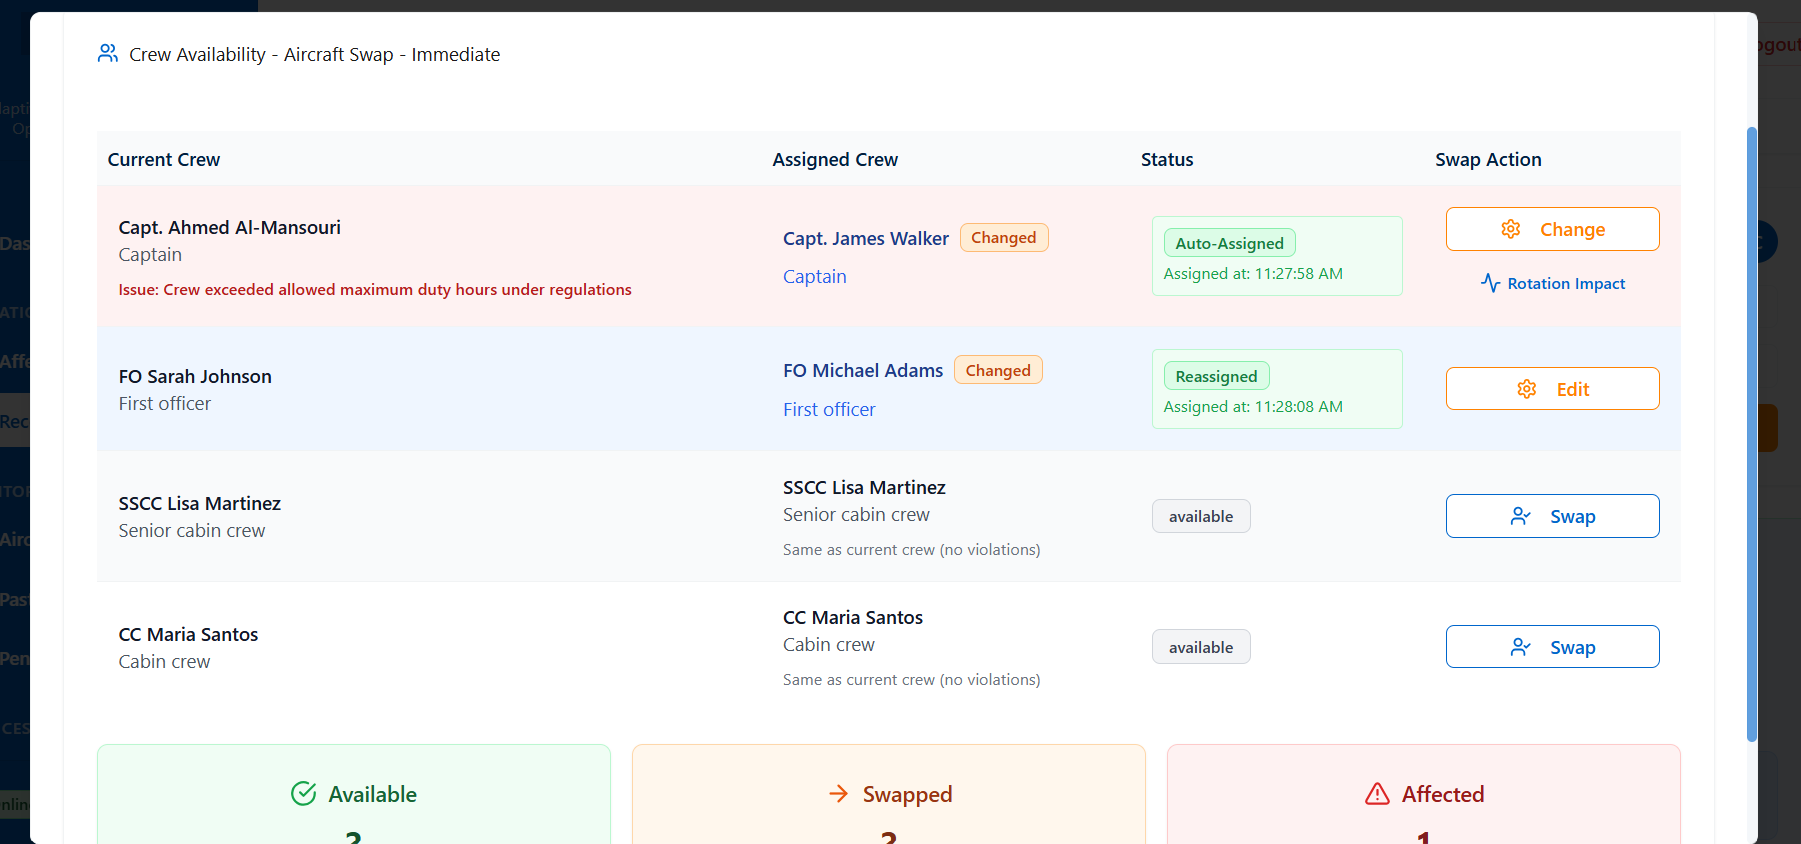 Crew Availability - Aircraft Swap - Immediate
Current Crew Assigned Crew Status Swap Action
Capt. Ahmed Al-Mansouri
Captain
Issue: Crew exceeded allowed maximum duty hours under regulations
Capt. James Walker Changed
Captain
Auto-Assigned
Assigned at: 11:27:58 AM
Change
Rotation Impact
FO Sarah Johnson
First officer
FO Michael Adams Changed
First officer
Reassigned
Assigned at: 11:28:08 AM
Edit
SSCC Lisa Martinez
Senior cabin crew
SSCC Lisa Martinez
Senior cabin crew
Same as current crew (no violations)
available
Swap
CC Maria Santos
Cabin crew
CC Maria Santos
Cabin crew
Same as current crew (no violations)
available
Swap
Available
Swapped
Affected
1